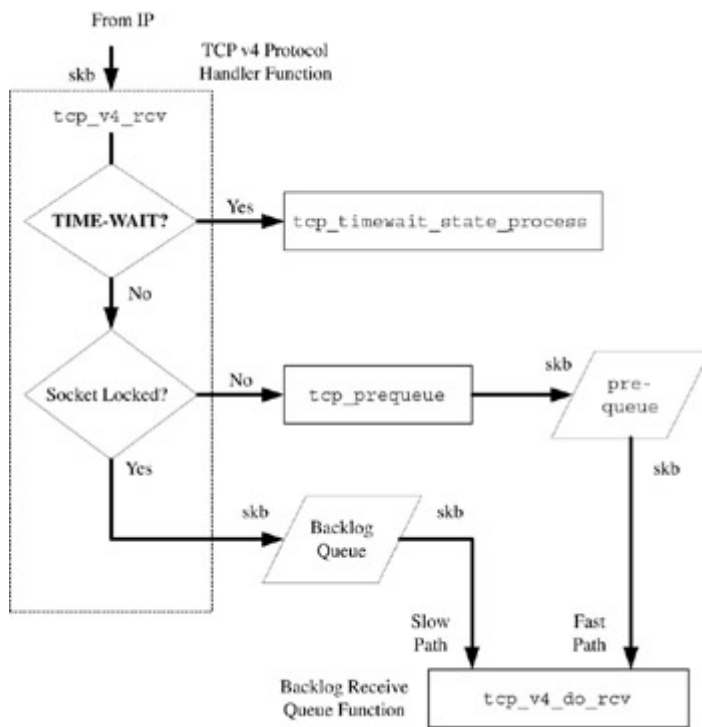 From IP
TCP v4 Protocol
Handler Function
skb
tcp_v4_rcv
TIME-WAIT?
Yes
tcp_timewait_state_process
No
Socket Locked?
No
tcp_prequeue
skb
pre-
queue
Yes
skb
skb
Backlog
Queue
skb
Slow
Path
Fast
Path
Backlog Receive
Queue Function
tcp_v4_do_rcv